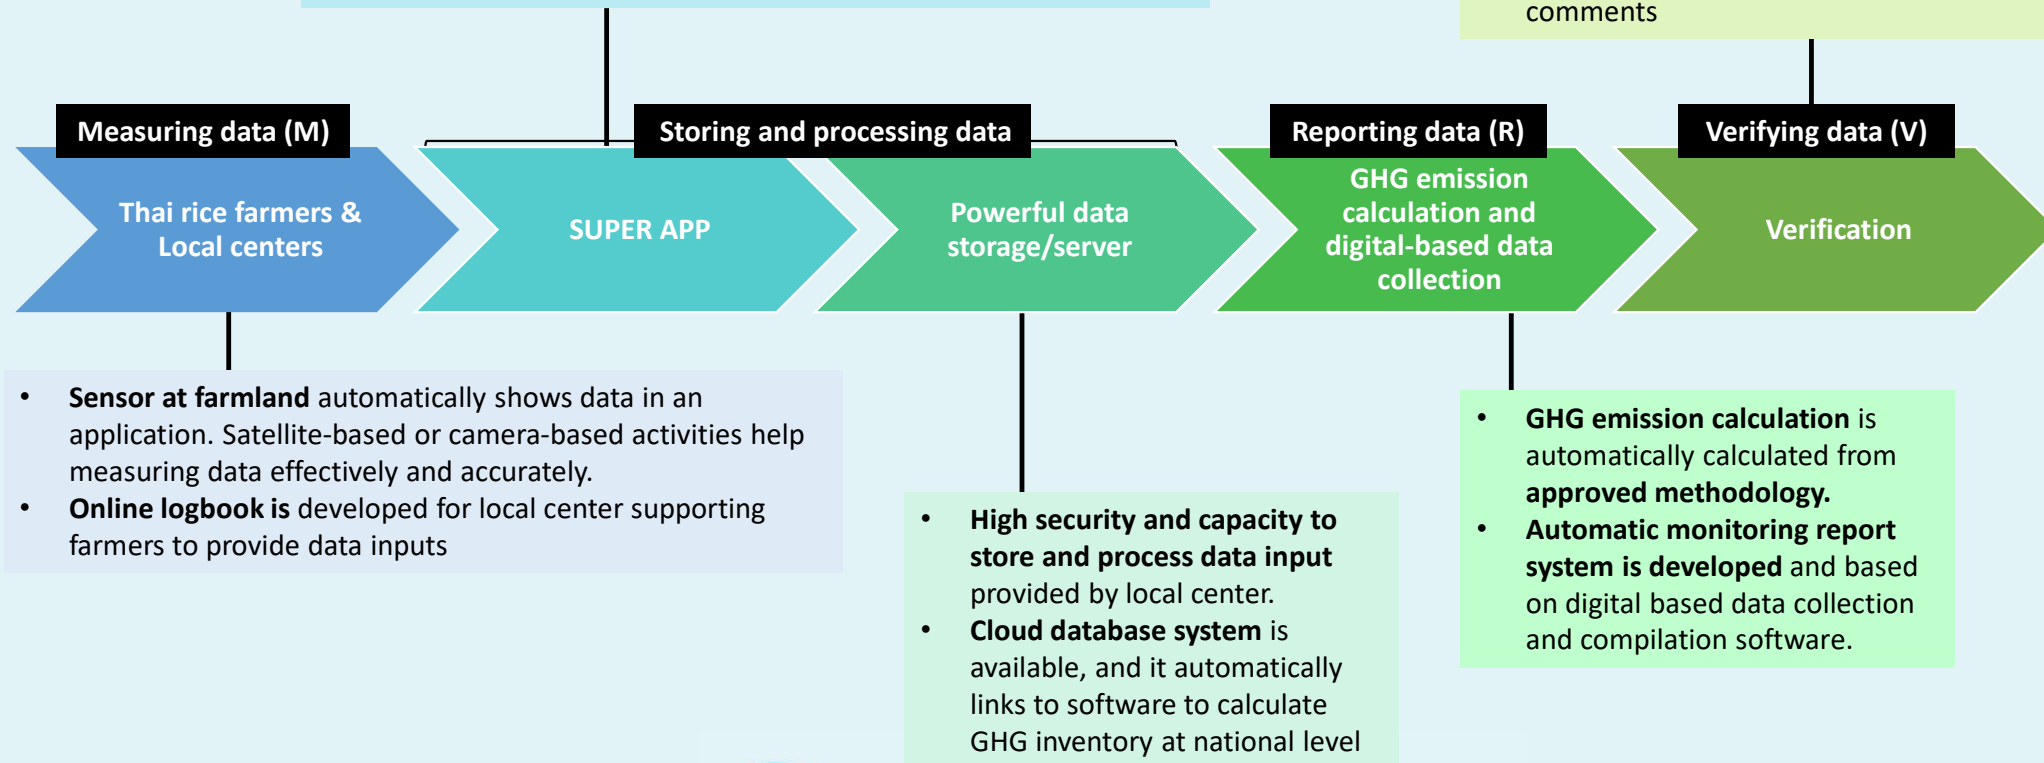 comments
Measuring data (M)
Storing and processing data
Reporting data (R)
Verifying data (V)
Thai rice farmers &
Local centers
SUPER APP
Powerful data
storage/server
GHG emission
calculation and
digital-based data
collection
Verification
• Sensor at farmland automatically shows data in an
application. Satellite-based or camera-based activities help
measuring data effectively and accurately.
• Online logbook is developed for local center supporting
farmers to provide data inputs
• High security and capacity to
store and process data input
provided by local center.
• Cloud database system is
available, and it automatically
links to software to calculate
GHG inventory at national level
• GHG emission calculation is
automatically calculated from
approved methodology.
• Automatic monitoring report
system is developed and based
on digital based data collection
and compilation software.